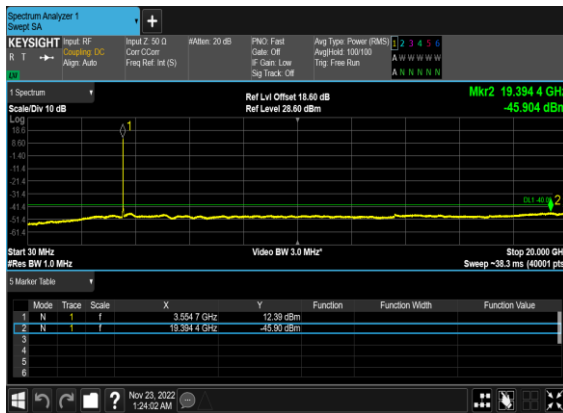 Spectrum Analyzer 1
Swept SA
KEYSIGHT Input: RF Input Z: 50 Ω #Atten: 20 dB PNO: Fast Avg Type: Power (RMS) 1 2 3 4 5 6
R T Coupling: DC Corr CCorr Gate: Off Avg|Hold: 100/100 A W W W W W
Align: Auto Freq Ref: Int (S) IF Gain: Low Trig: Free Run
Sig Track: Off A N N N N N
1 Spectrum Ref Lvl Offset 18.60 dB Mkr2 19.394 4 GHz
Scale/Div 10 dB Ref Level 28.60 dBm -45.904 dBm
Log
1
18.6
8.60
-1.40
-11.4
-21.4
-31.4
DL1 -40.00 2
-41.4
-51.4
-61.4
Start 30 MHz Video BW 3.0 MHz* Stop 20.000 GH
#Res BW 1.0 MHz Sweep ~38.3 ms (40001 pts
5 Marker Table
Mode Trace Scale X Y Function Function Width Function Value
1 N 1 f 3.554 7 GHz 12.39 dBm
2 N 1 f 19.394 4 GHz -45.90 dBm
3
4
5
6
? Nov 23, 2022
1:24:02 AM